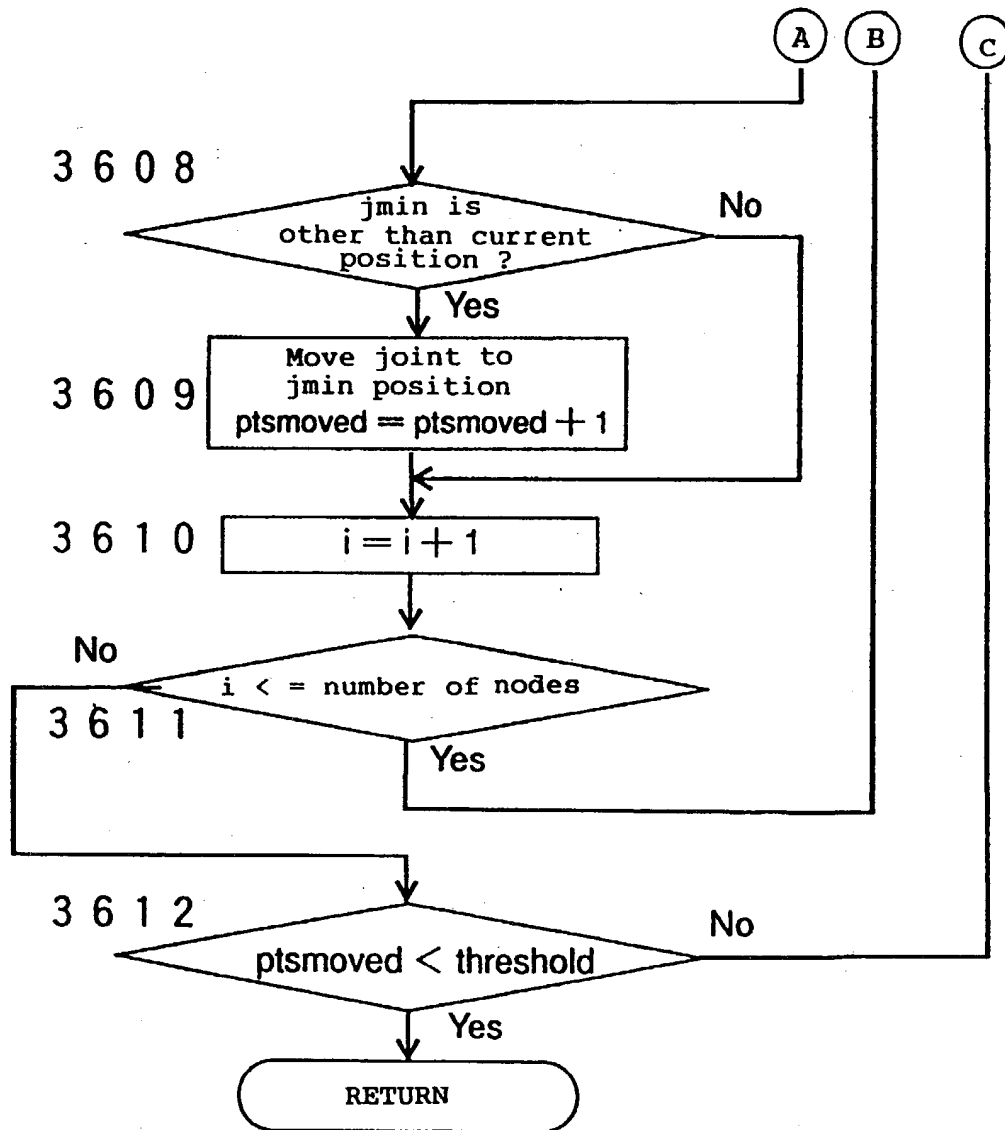 A B C
3608
jmin is
other than current
position ?
No
Yes
3609
Move joint to
jmin position
ptsmoved = ptsmoved + 1
3610
i = i + 1
No
i < = number of nodes
3611
Yes
3612
No
ptsmoved < threshold
Yes
RETURN